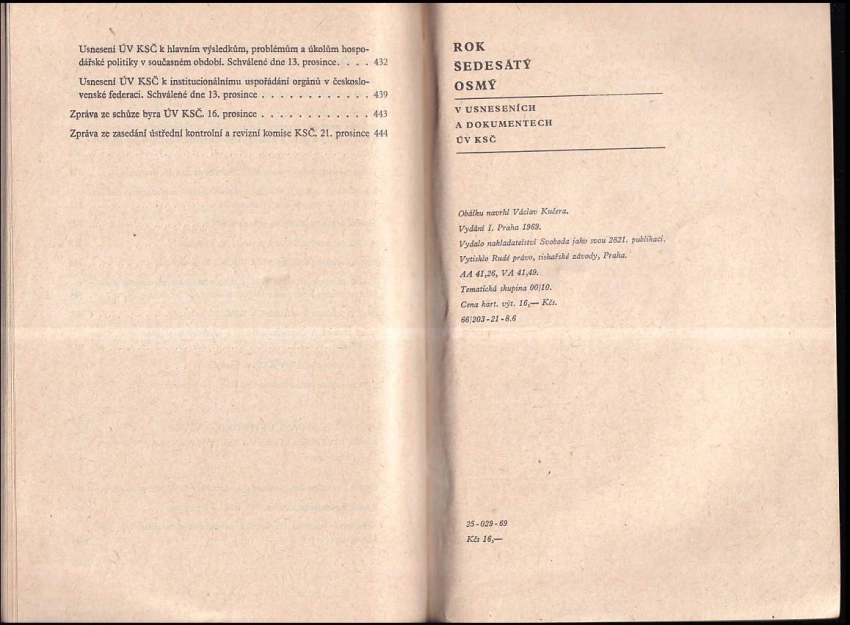 Usnesení ÚV KSČ k hlavním výsledkům, problémům a úkolům hospo-
dářské politiky v současném období. Schválené dne 13. prosince. . . . 432
Usnesení ÚV KSČ k institucionálnímu uspořádání orgánů v českoslo-
venské federaci. Schválené dne 13. prosince . . . . . . . . . . . . 439
Zpráva ze schůze byra ÚV KSČ. 16. prosince . . . . . . . . . . . . 443
Zpráva ze zasedání ústřední kontrolní a revizní komise KSČ. 21. prosince 444
ROK
ŠEDESÁTÝ
OSMÝ
V USNESENÍCH
A DOKUMENTECH
ÚV KSČ
Obálku navrhl Václav Kučera.
Vydání I. Praha 1969.
Vydalo nakladatelství Svoboda jako svou 2821. publikaci.
Vytisklo Rudé právo, tiskařské závody, Praha.
AA 41,26, VA 41,49.
Tematická skupina 00/10.
Cena kart. výt. 16,— Kčs.
66/203-21-8.6
25-029-69
Kčs 16,—